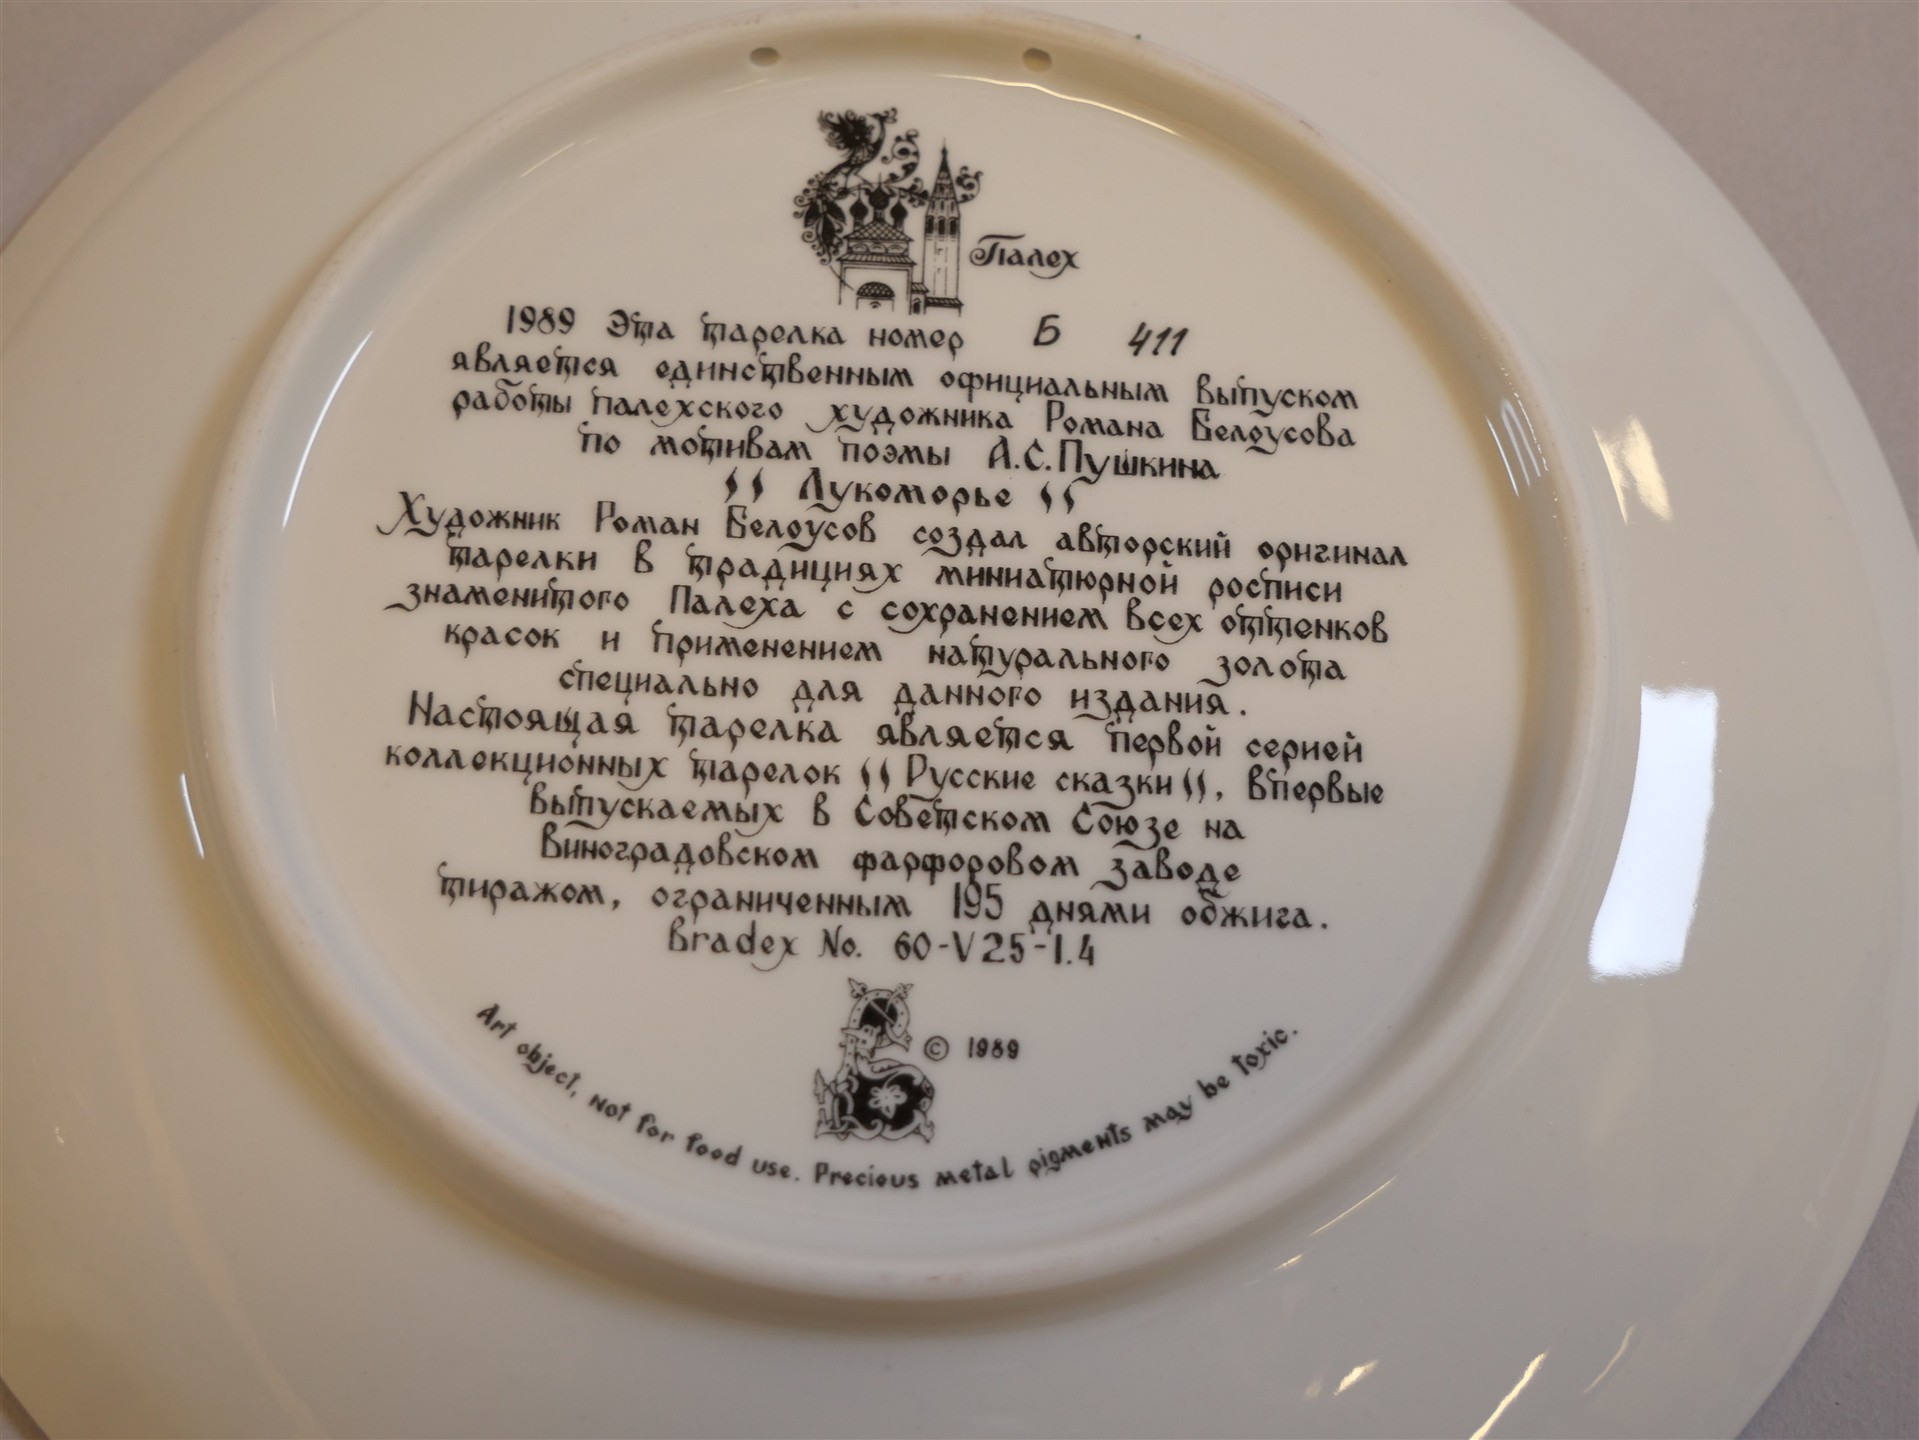 Палех
1989 Эта тарелка номер Б 411
является единственным официальным выпуском
работы палехского художника Романа Белоусова
по мотивам поэмы А.С.Пушкина
"Лукоморье"
Художник Роман Белоусов создал авторский оригинал
тарелки в традициях миниатюрной росписи
знаменитого Палеха с сохранением всех оттенков
красок и применением натурального золота
специально для данного издания.
Настоящая тарелка является первой серией
коллекционных тарелок "Русские сказки", впервые
выпускаемых в Советском Союзе на
Виноградовском фарфоровом заводе
тиражом, ограниченным 195 днями обжига.
Bradex No. 60-V25-1.4
© 1989
Art object, not for food use. Precious metal pigments may be toxic.